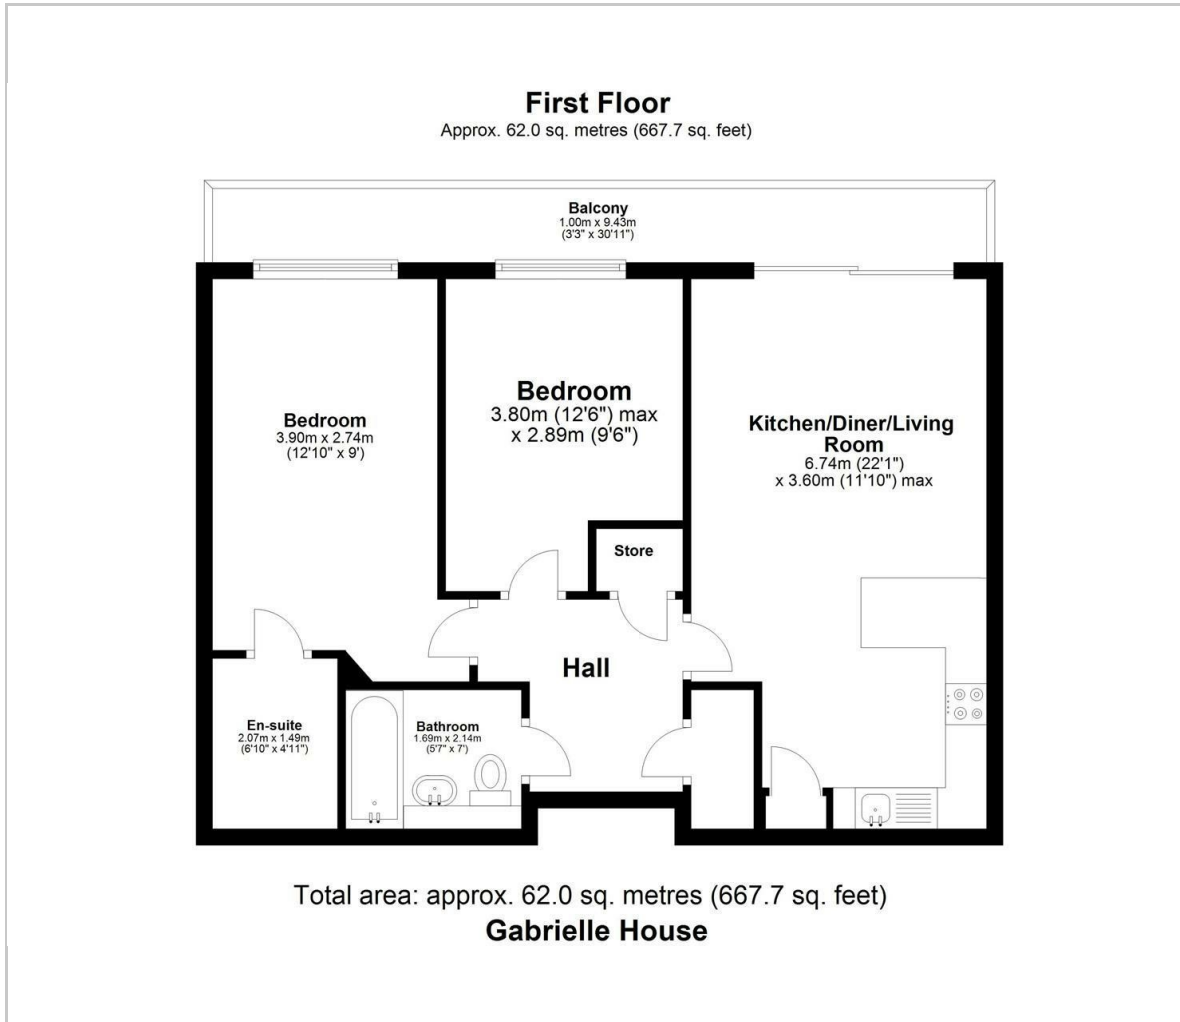 First Floor
Approx. 62.0 sq. metres (667.7 sq. feet)
Balcony
1.00m x 9.43m
(3'3" x 30'11")
Bedroom
3.90m x 2.74m
(12'10" x 9')
Bedroom
3.80m (12'6") max
x 2.89m (9'6")
Kitchen/Diner/Living
Room
6.74m (22'1")
x 3.60m (11'10") max
Store
Hall
En-suite
2.07m x 1.49m
(6'10" x 4'11")
Bathroom
1.69m x 2.14m
(5'7" x 7')
Total area: approx. 62.0 sq. metres (667.7 sq. feet)
Gabrielle House